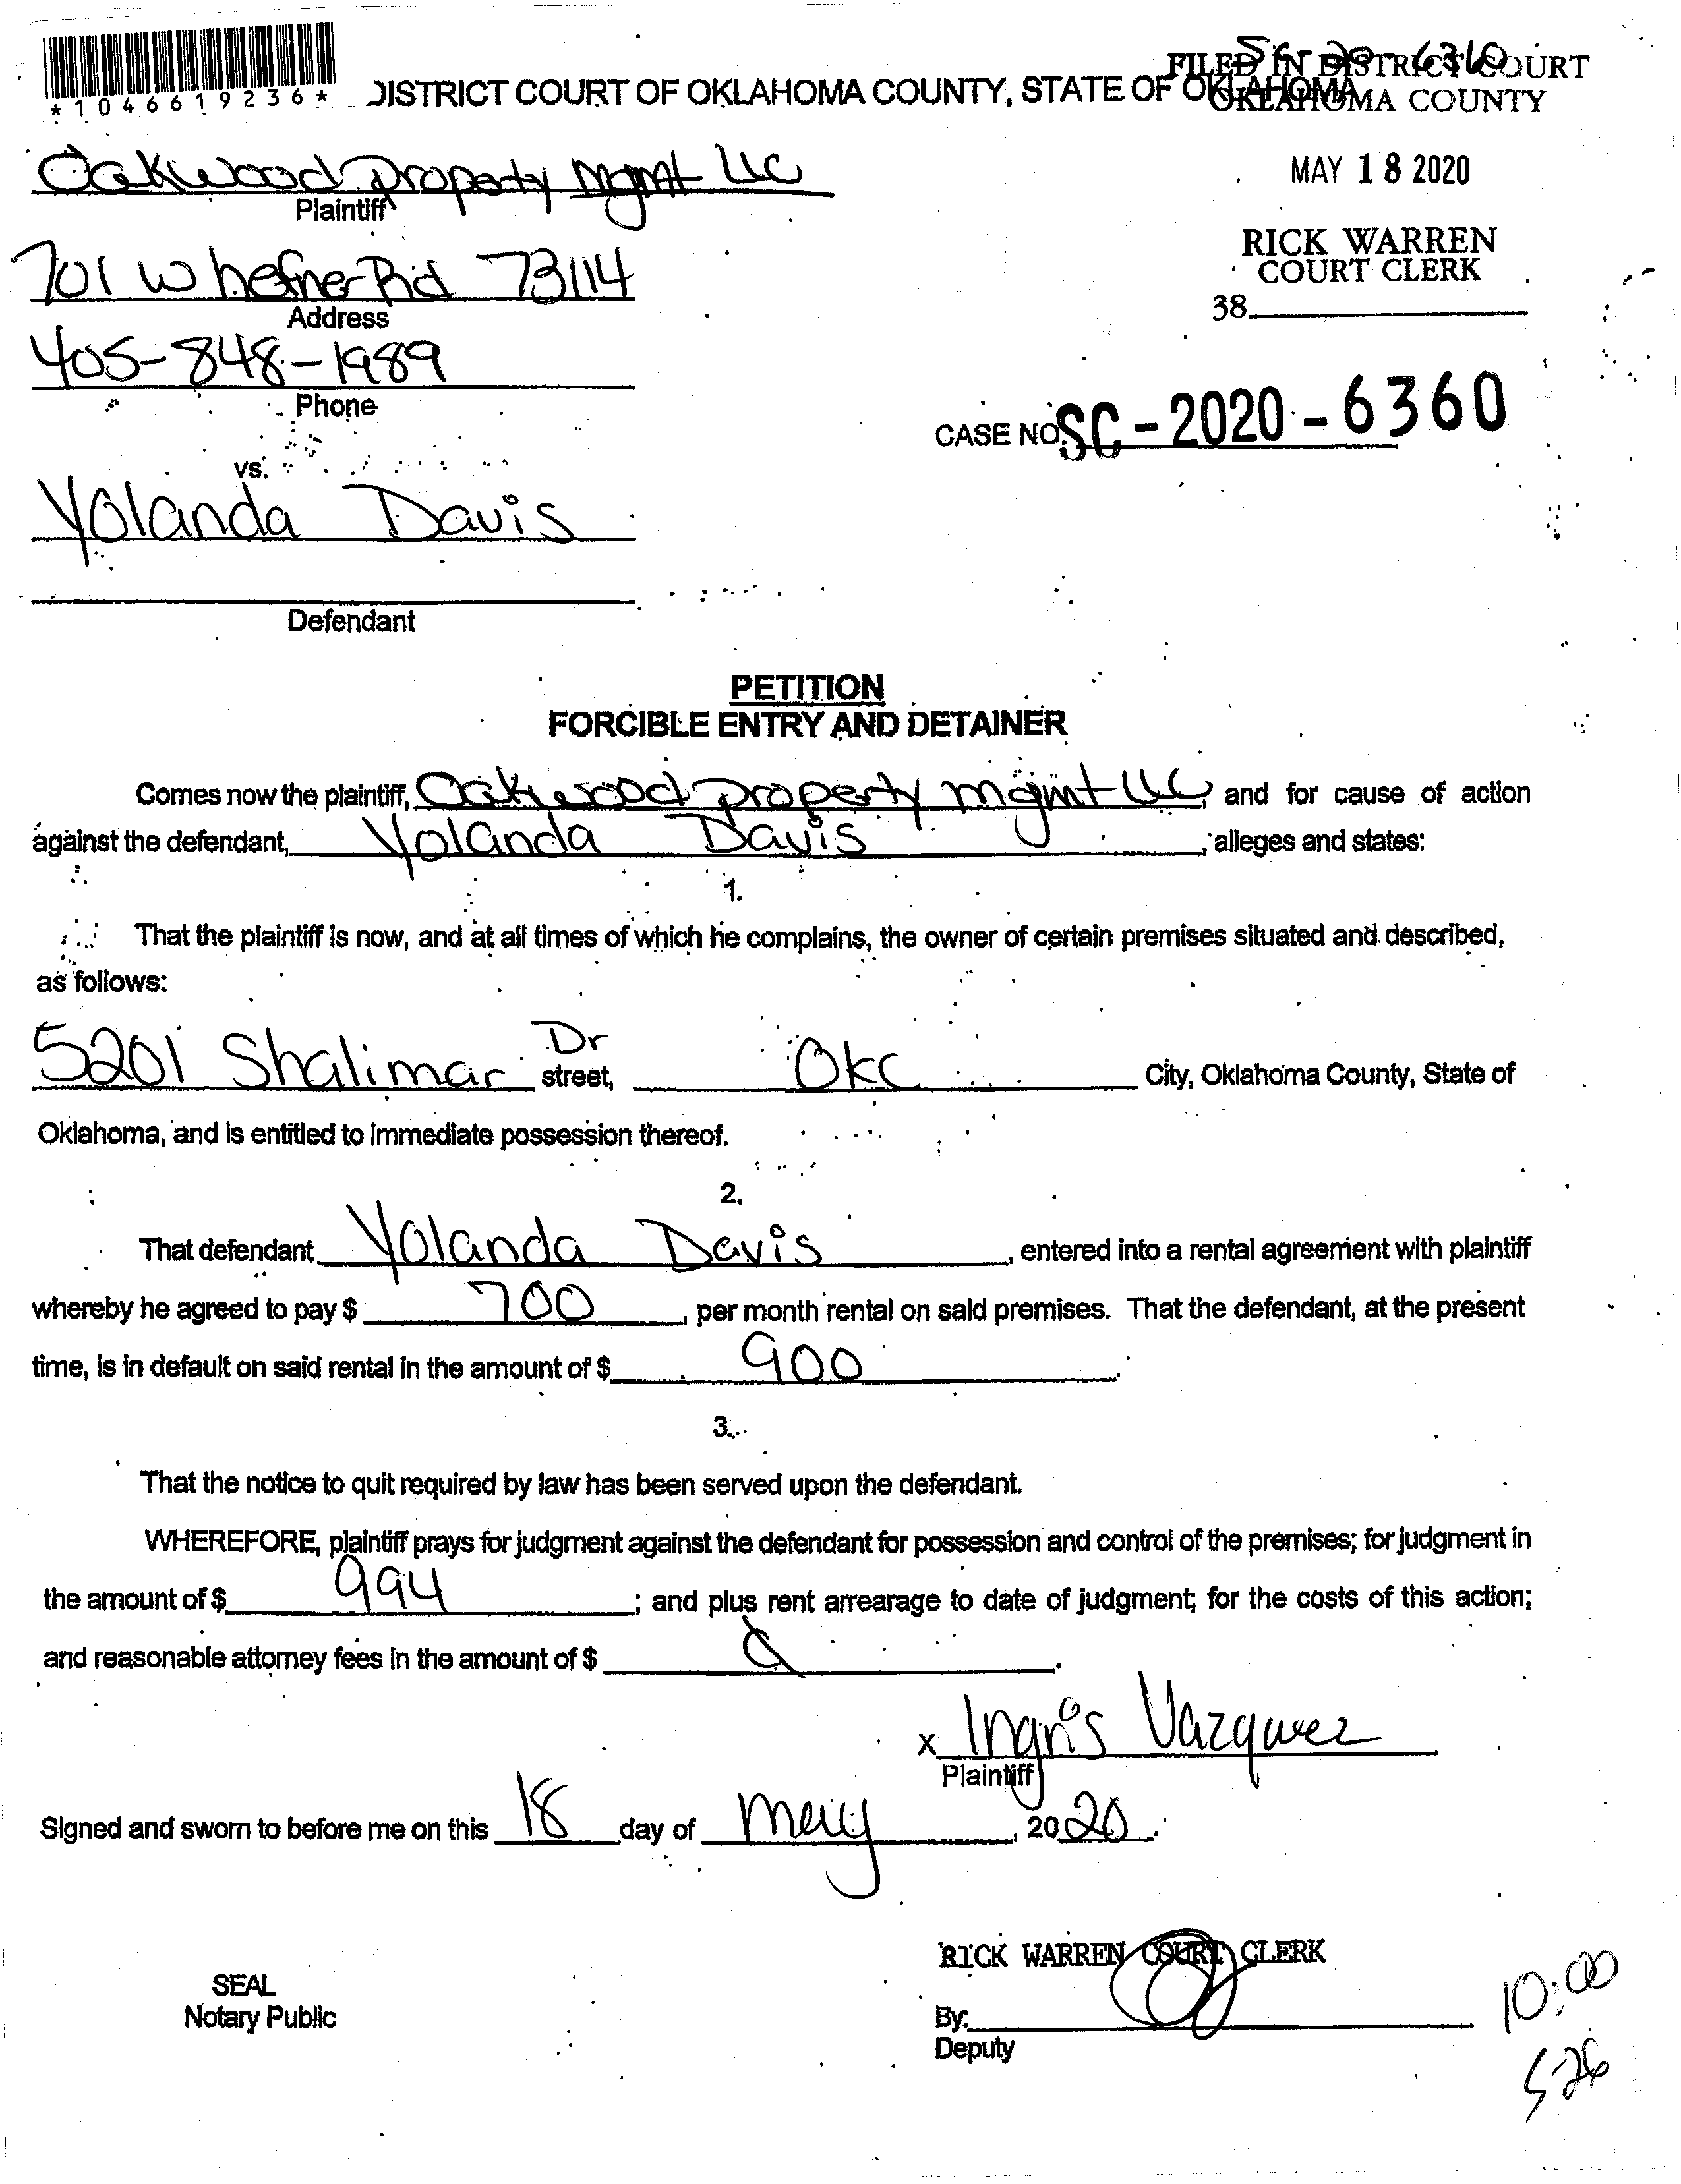 *1046619236*
DISTRICT COURT OF OKLAHOMA COUNTY, STATE OF OKLAHOMA
FILED IN DISTRICT COURT
OKLAHOMA COUNTY
MAY 18 2020
RICK WARREN
COURT CLERK
38
Oakwood Property Mgmt LLC
Plaintiff
701 W hefner Rd 73114
Address
405-848-1989
Phone
CASE NO. SC-2020-6360
vs.
Yolanda Davis
Defendant
PETITION
FORCIBLE ENTRY AND DETAINER
Comes now the plaintiff, Oakwood property mgmt LLC, and for cause of action
against the defendant, Yolanda Davis, alleges and states:
1.
That the plaintiff is now, and at all times of which he complains, the owner of certain premises situated and described,
as follows:
5201 Shalimar Dr street, Okc City, Oklahoma County, State of
Oklahoma, and is entitled to immediate possession thereof.
2.
That defendant Yolanda Davis, entered into a rental agreement with plaintiff
whereby he agreed to pay $ 700, per month rental on said premises. That the defendant, at the present
time, is in default on said rental in the amount of $ 900.
3.
That the notice to quit required by law has been served upon the defendant.
WHEREFORE, plaintiff prays for judgment against the defendant for possession and control of the premises; for judgment in
the amount of $ 994; and plus rent arrearage to date of judgment; for the costs of this action;
and reasonable attorney fees in the amount of $
x Ingris Vazquez
Plaintiff
Signed and sworn to before me on this 18 day of May, 2020.
RICK WARREN COURT CLERK
SEAL
Notary Public
By:
Deputy
10:00
5-26